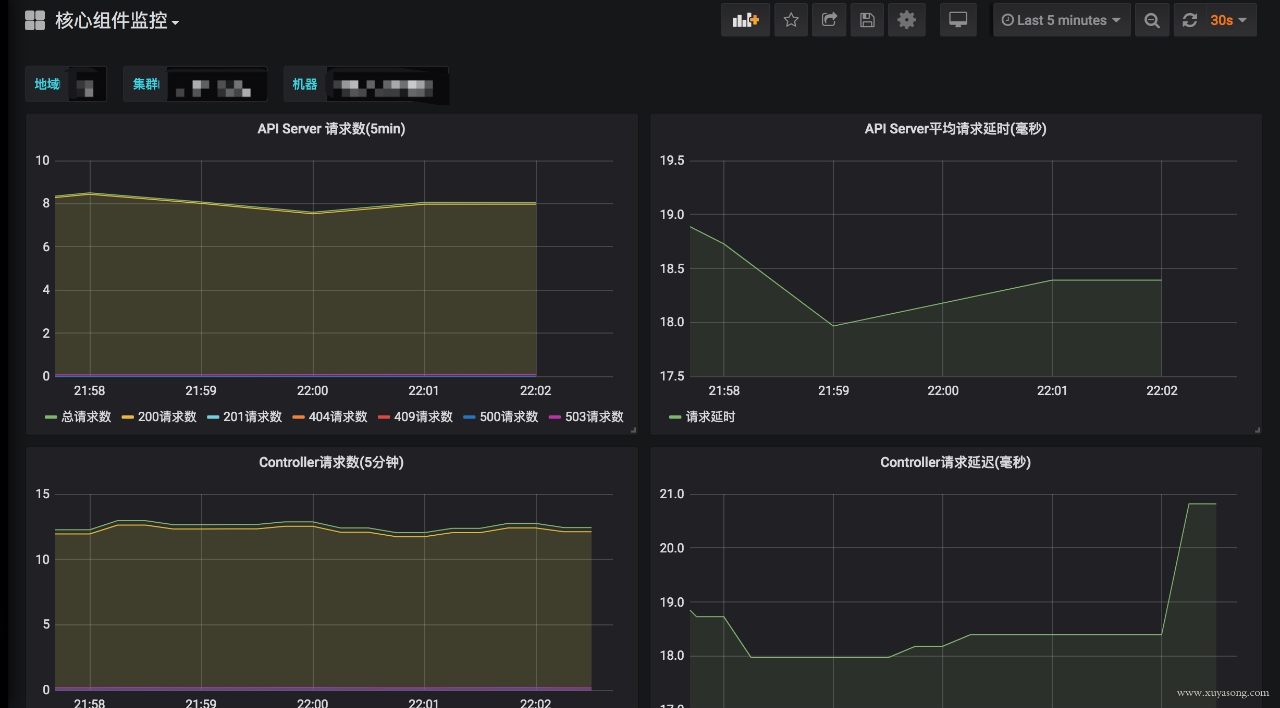 核心组件监控
Last 5 minutes
30s
地域 集群 机器
API Server 请求数(5min)
10
8
6
4
2
0
21:58 21:59 22:00 22:01 22:02
总请求数 200请求数 201请求数 404请求数 409请求数 500请求数 503请求数
API Server平均请求延时(毫秒)
19.5
19.0
18.5
18.0
17.5
21:58 21:59 22:00 22:01 22:02
请求延时
Controller请求数(5分钟)
15
10
5
0
21:58 21:59 22:00 22:01 22:02
Controller请求延迟(毫秒)
21.0
20.0
19.0
18.0
17.0
www.xuyasong.com